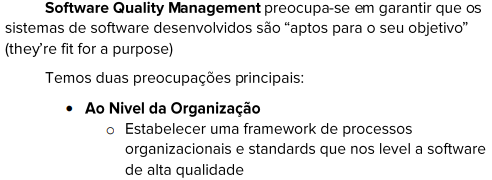 Software Quality Management preocupa-se em garantir que os
sistemas de software desenvolvidos são “aptos para o seu objetivo”
(they’re fit for a purpose)
Temos duas preocupações principais:
• Ao Nivel da Organização
o Estabelecer uma framework de processos
organizacionais e standards que nos level a software
de alta qualidade